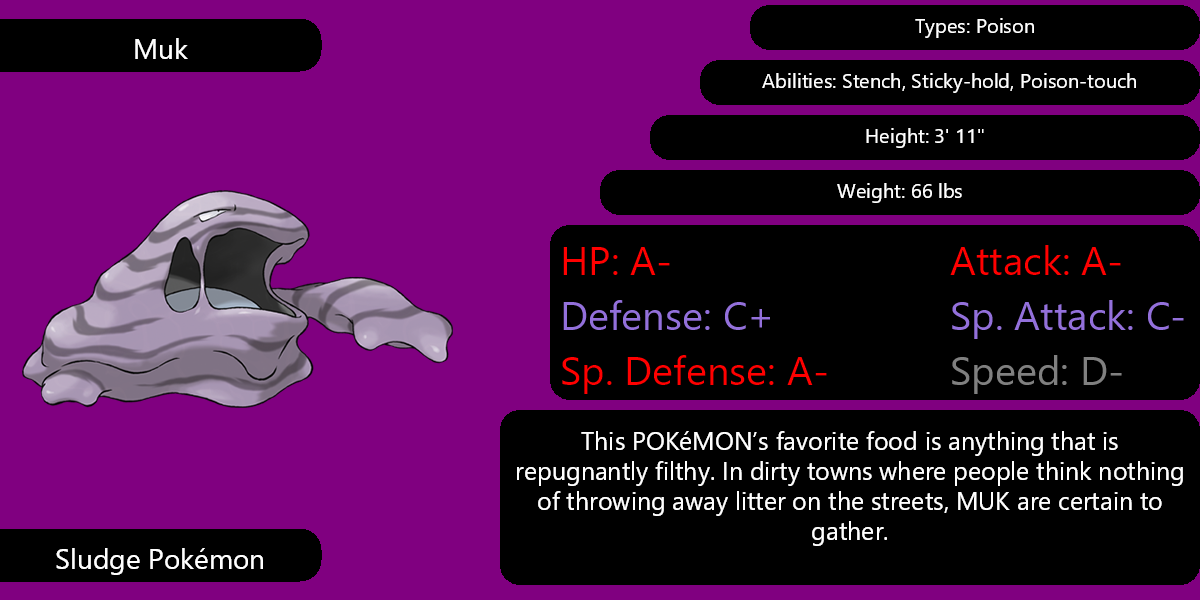 Muk
Types: Poison
Abilities: Stench, Sticky-hold, Poison-touch
Height: 3' 11"
Weight: 66 lbs
HP: A-
Attack: A-
Defense: C+
Sp. Attack: C-
Sp. Defense: A-
Speed: D-
This POKéMON’s favorite food is anything that is
repugnantly filthy. In dirty towns where people think nothing
of throwing away litter on the streets, MUK are certain to
gather.
Sludge Pokémon